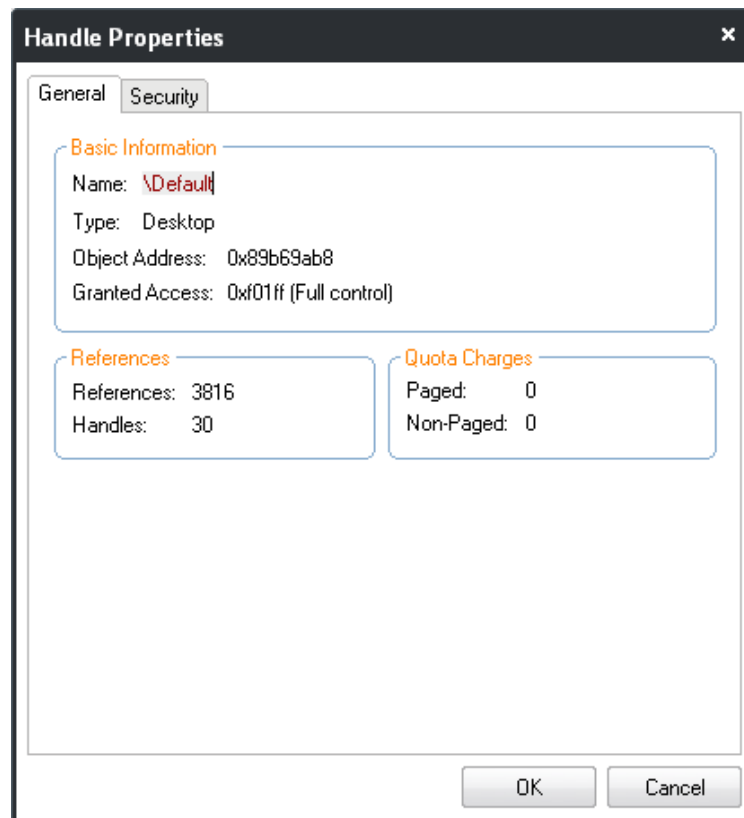 Handle Properties
×
General Security
Basic Information
Name: \Default
Type: Desktop
Object Address: 0x89b69ab8
Granted Access: 0xf01ff (Full control)
References
References: 3816
Handles: 30
Quota Charges
Paged: 0
Non-Paged: 0
OK Cancel